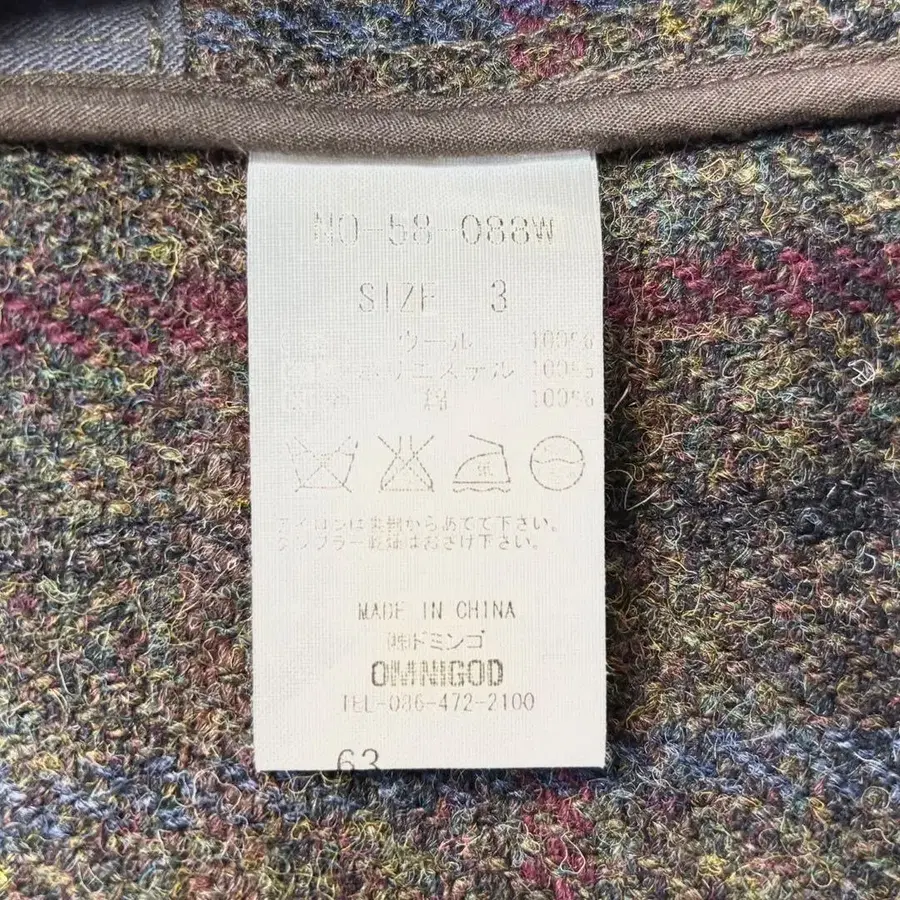 NO-58-088W
SIZE 3
ウール 100%
ポリエステル 100%
綿 100%
アイロンは裏側からあてて下さい。
タンブラー乾燥はおさけ下さい。
MADE IN CHINA
㈱ドミンゴ
OMNIGOD
TEL-086-472-2100
63